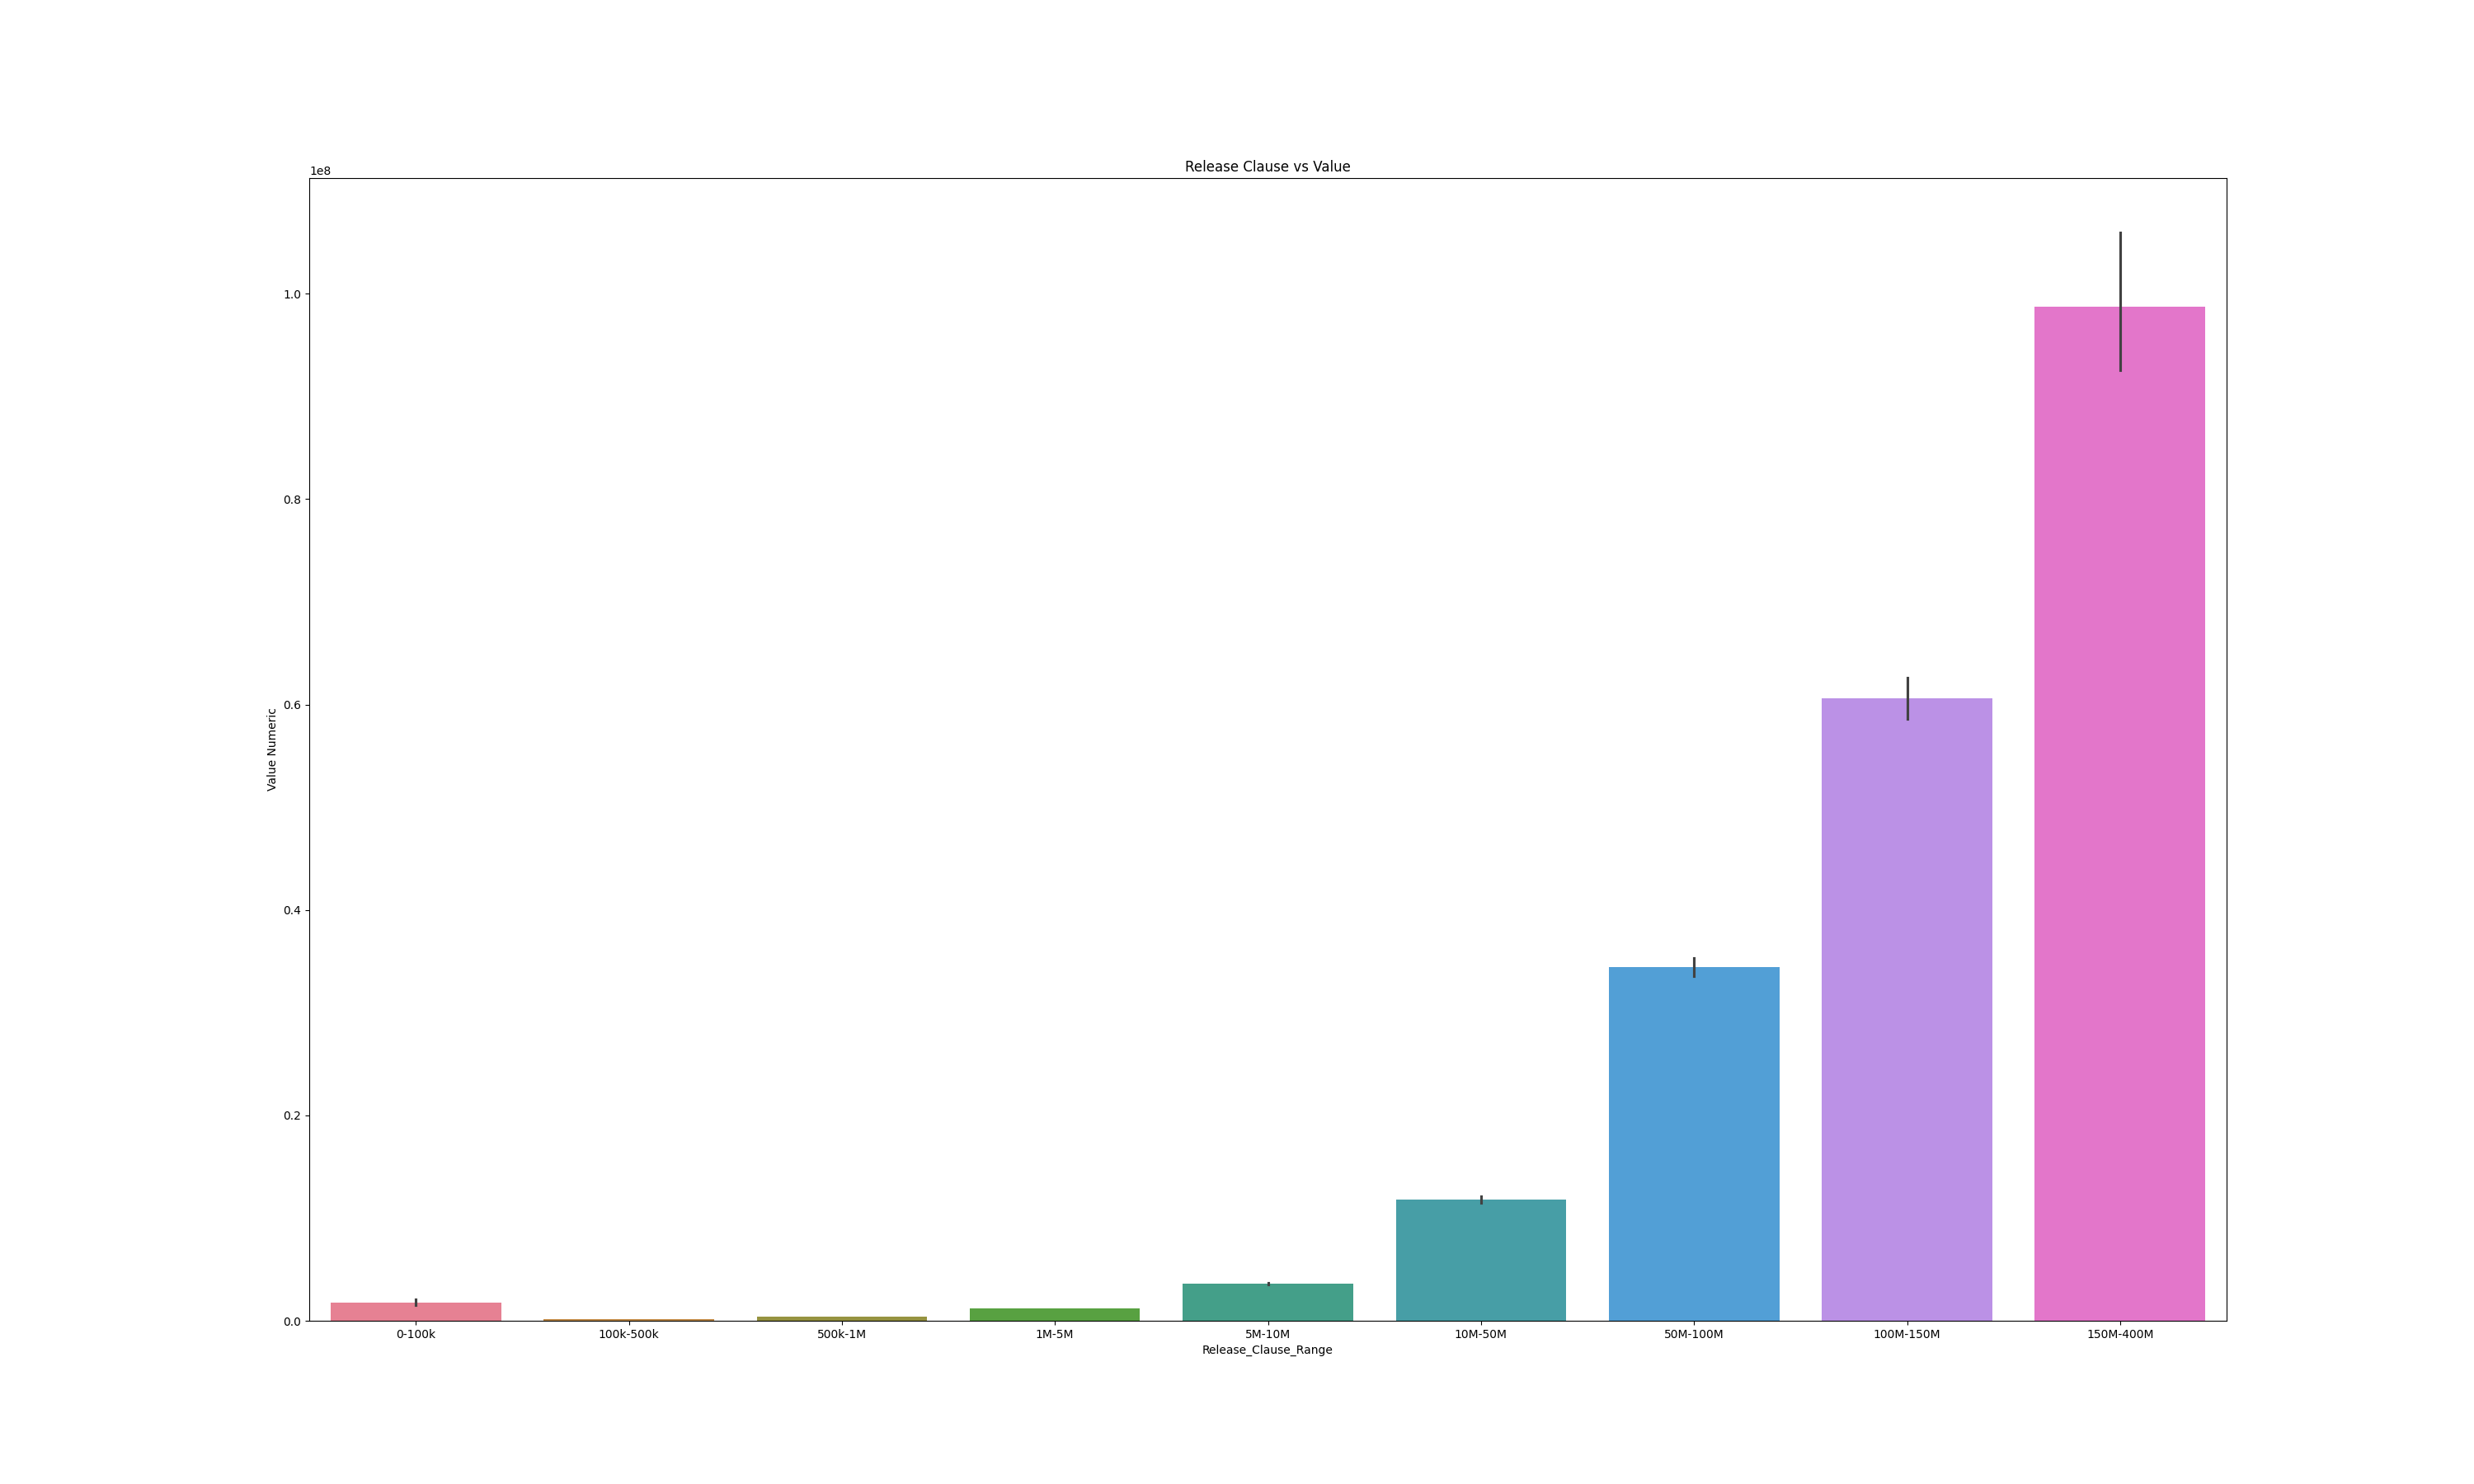 Release Clause vs Value
1e8
1.0
0.8
0.6
0.4
0.2
0.0
Value Numeric
0-100k 100k-500k 500k-1M 1M-5M 5M-10M 10M-50M 50M-100M 100M-150M 150M-400M
Release_Clause_Range